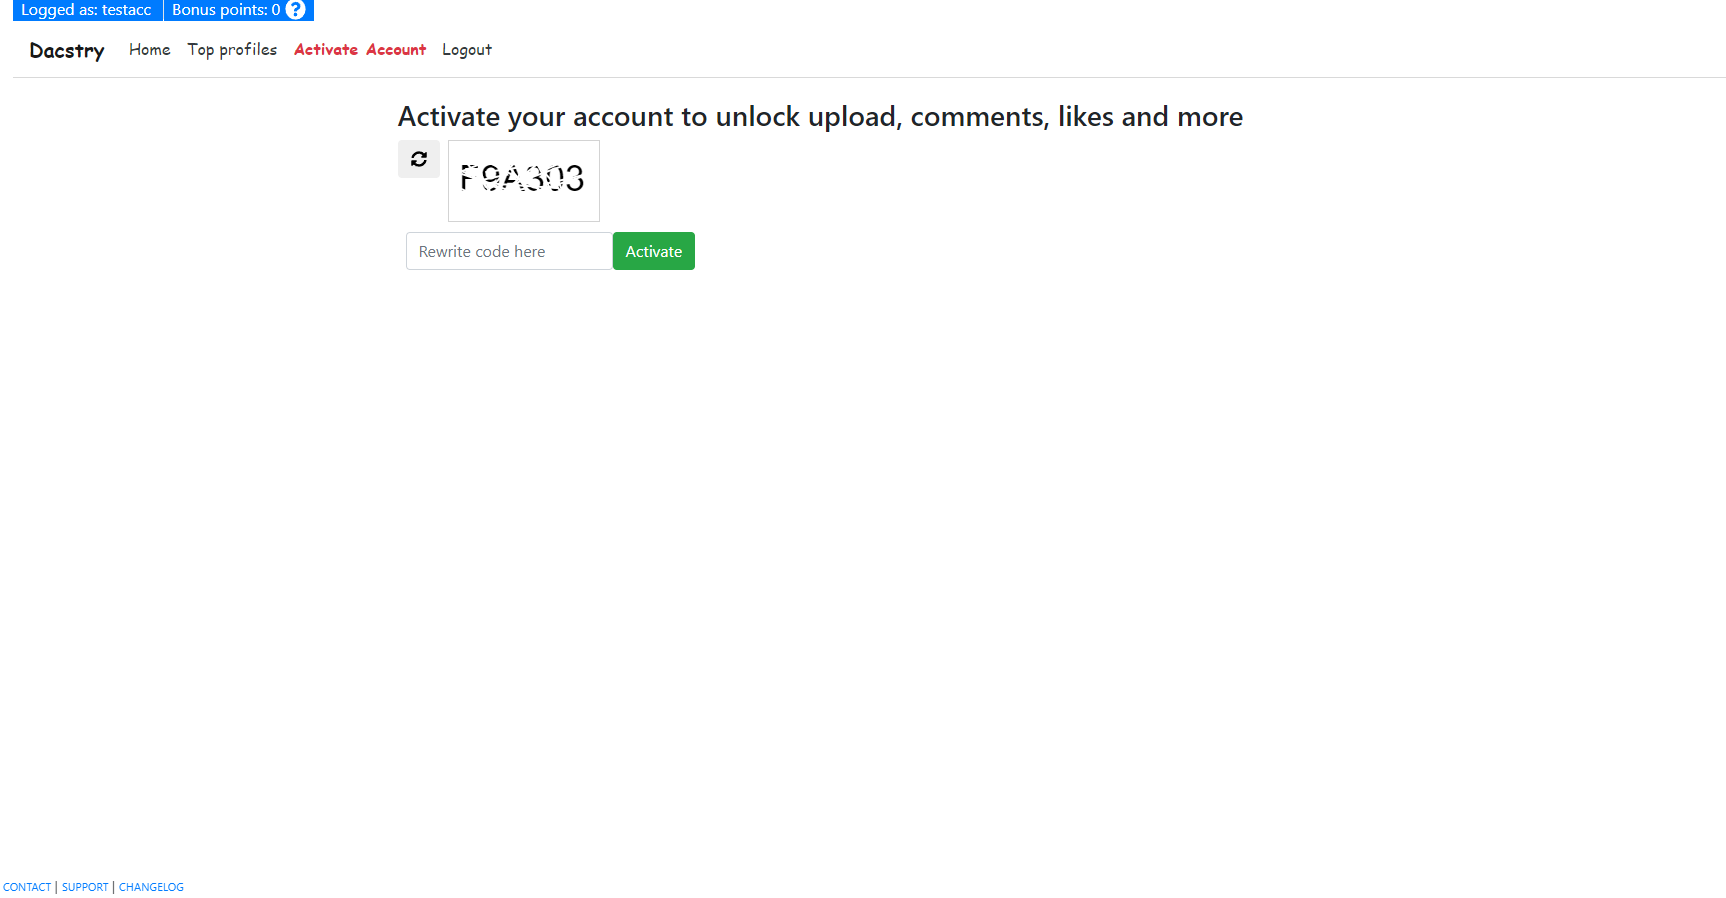 Logged as: testacc Bonus points: 0 ?
Dacstry Home Top profiles Activate Account Logout
Activate your account to unlock upload, comments, likes and more
Rewrite code here Activate
CONTACT | SUPPORT | CHANGELOG